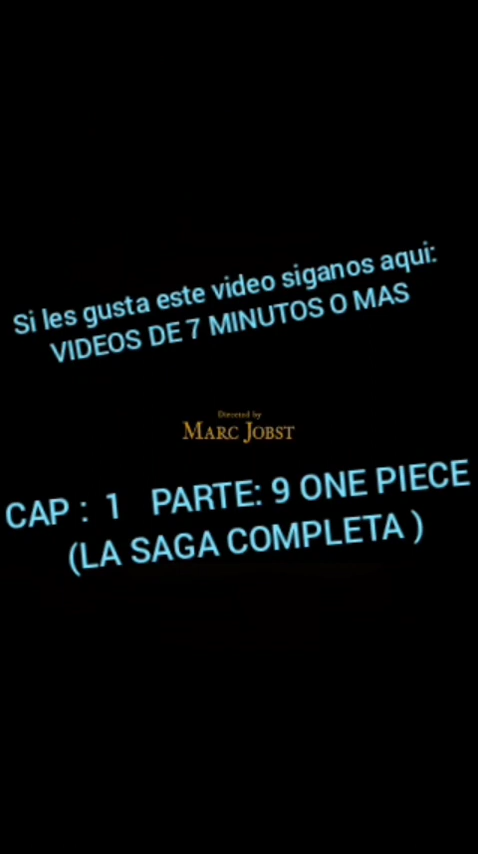 Si les gusta este video siganos aqui:
VIDEOS DE 7 MINUTOS O MAS
Directed by
MARC JOBST
CAP : 1 PARTE: 9 ONE PIECE
(LA SAGA COMPLETA )